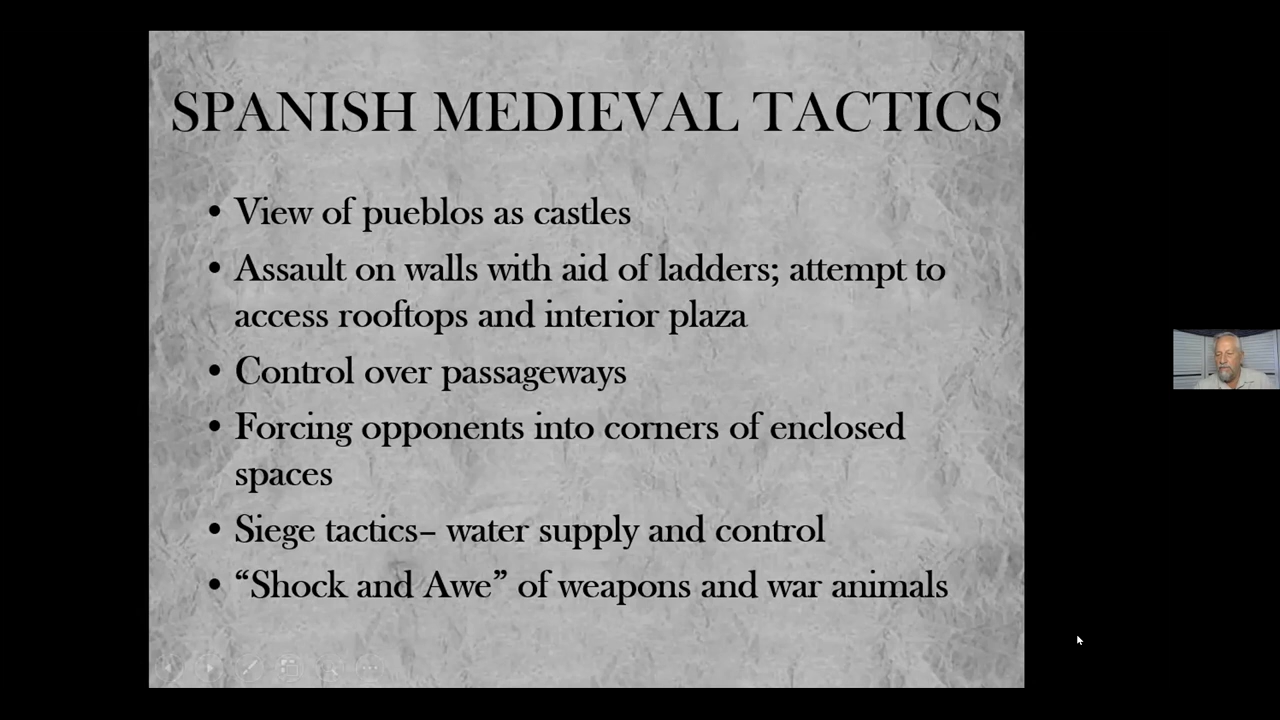 SPANISH MEDIEVAL TACTICS
• View of pueblos as castles
• Assault on walls with aid of ladders; attempt to
access rooftops and interior plaza
• Control over passageways
• Forcing opponents into corners of enclosed
spaces
• Siege tactics– water supply and control
• “Shock and Awe” of weapons and war animals